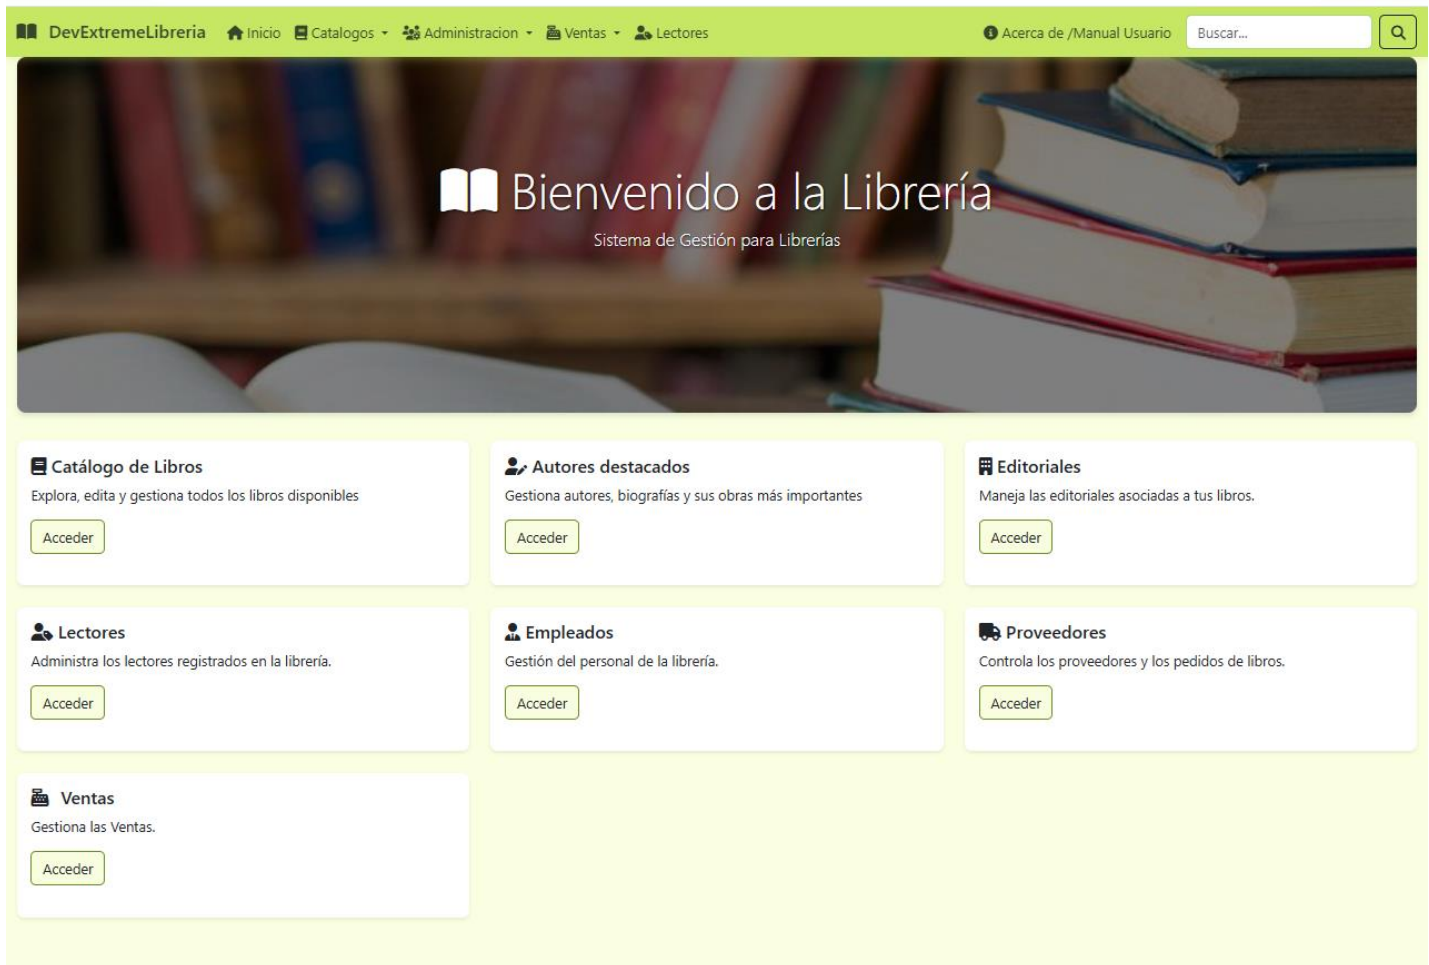 DevExtremeLibreria Inicio Catalogos Administracion Ventas Lectores Acerca de /Manual Usuario Buscar...
Bienvenido a la Librería
Sistema de Gestión para Librerías
Catálogo de Libros
Explora, edita y gestiona todos los libros disponibles
Acceder
Autores destacados
Gestiona autores, biografías y sus obras más importantes
Acceder
Editoriales
Maneja las editoriales asociadas a tus libros.
Acceder
Lectores
Administra los lectores registrados en la librería.
Acceder
Empleados
Gestión del personal de la librería.
Acceder
Proveedores
Controla los proveedores y los pedidos de libros.
Acceder
Ventas
Gestiona las Ventas.
Acceder